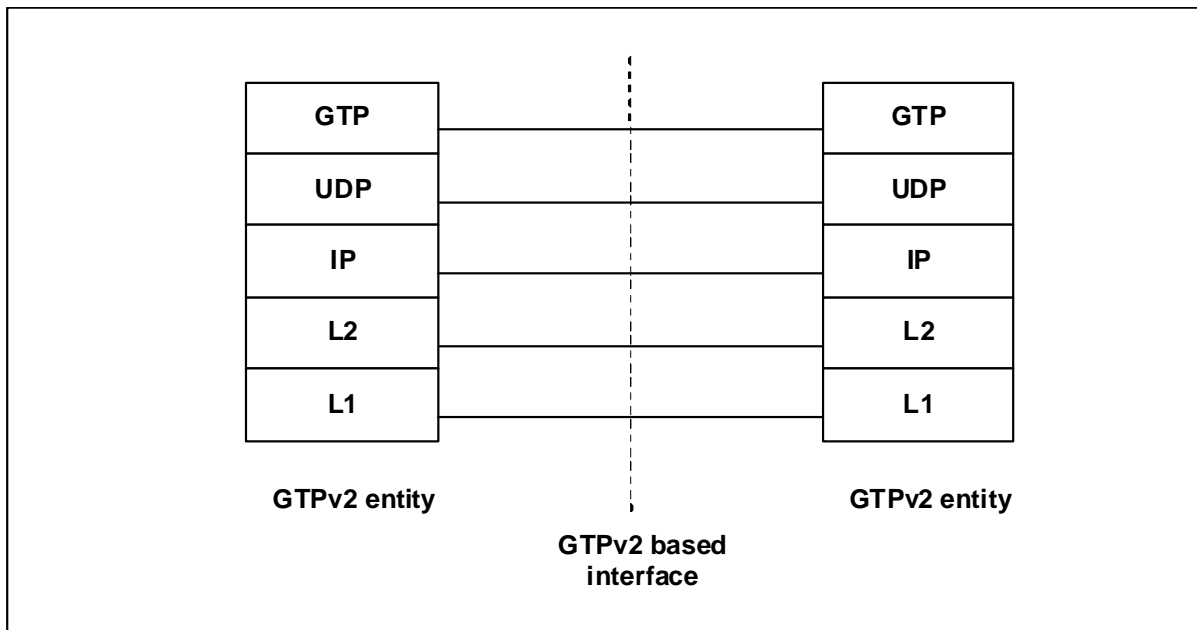 GTP
GTP
UDP
UDP
IP
IP
L2
L2
L1
L1
GTPv2 entity
GTPv2 entity
GTPv2 based
interface